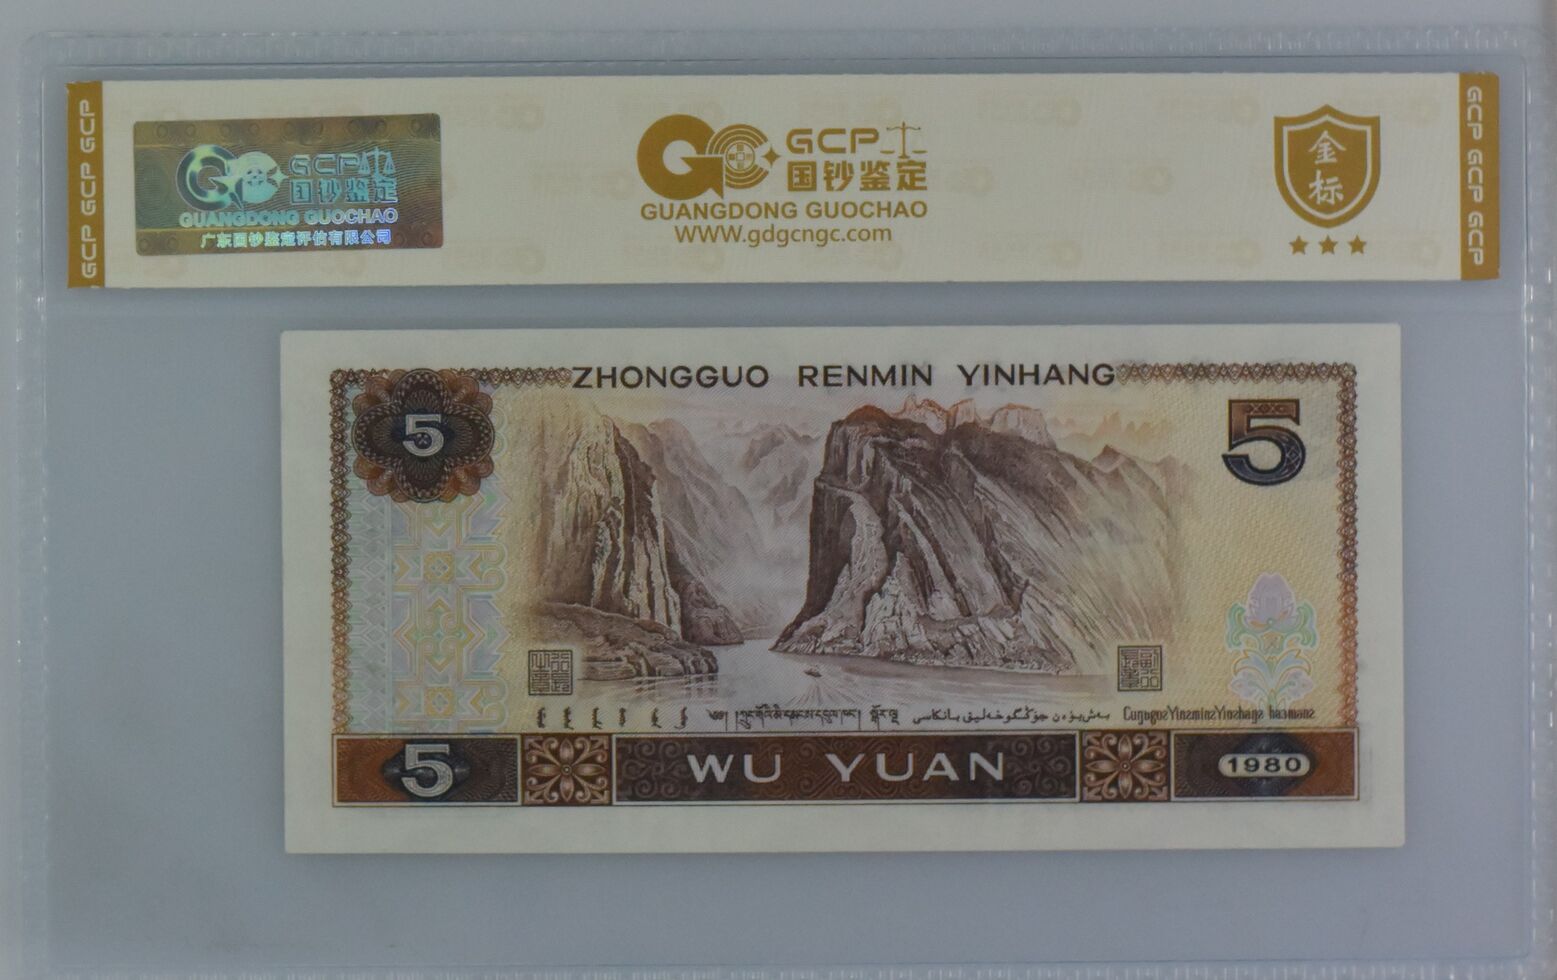 GCP GCP GCP
GCP
国钞鉴定
GUANGDONG GUOCHAO
广东国钞鉴定评估有限公司
GCP
国钞鉴定
GUANGDONG GUOCHAO
WWW.gdgcngc.com
金
标
GCP GCP GCP
ZHONGGUO RENMIN YINHANG
5
5
5
WU YUAN
1980